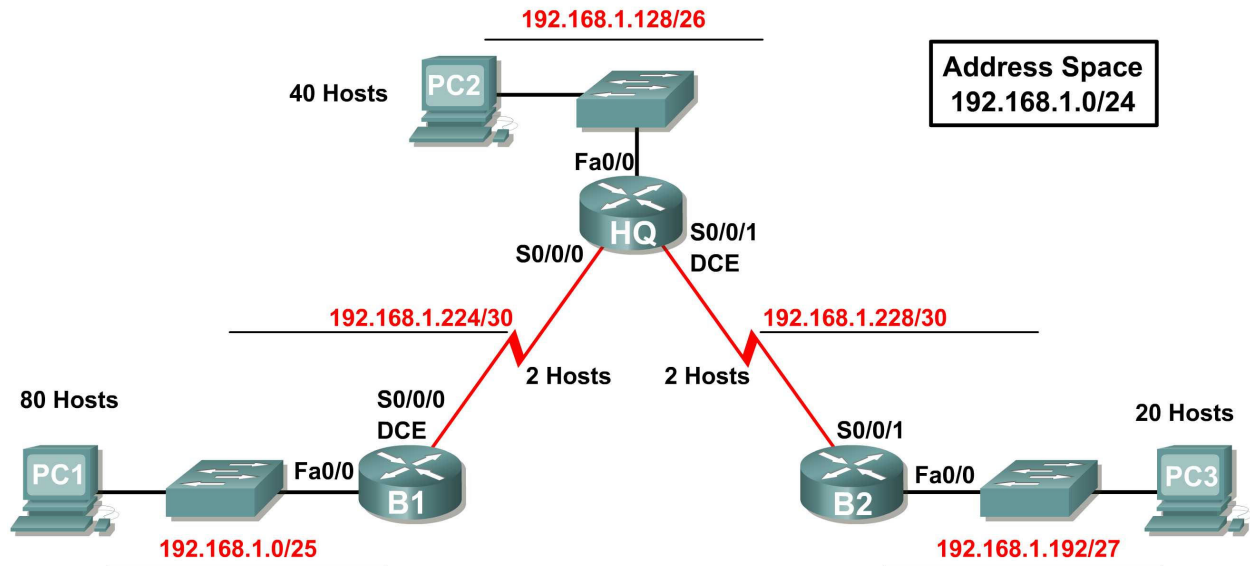 192.168.1.128/26
Address Space
192.168.1.0/24
PC2
40 Hosts
Fa0/0
HQ
S0/0/0
S0/0/1
DCE
192.168.1.224/30
192.168.1.228/30
2 Hosts
2 Hosts
80 Hosts
S0/0/0
DCE
20 Hosts
S0/0/1
PC1
Fa0/0
B1
B2
Fa0/0
PC3
192.168.1.0/25
192.168.1.192/27